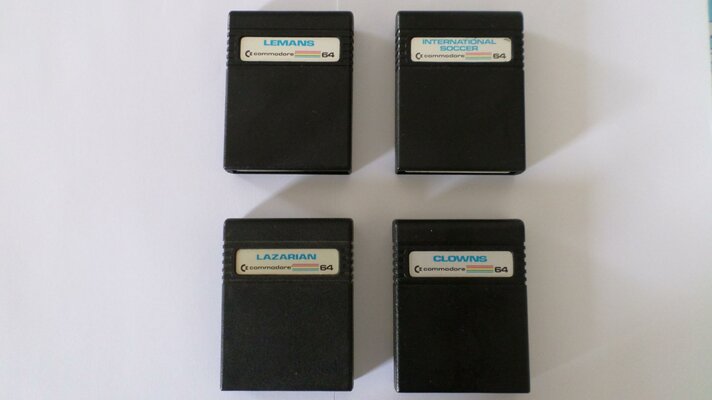 LEMANS
commodore 64
INTERNATIONAL
SOCCER
commodore 64
LAZARIAN
commodore 64
CLOWNS
commodore 64